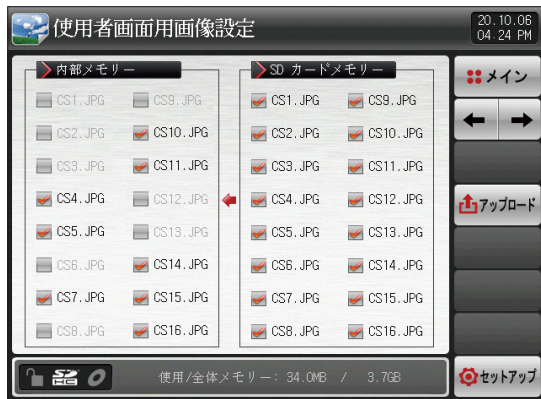 使用者画面用画像設定
20.10.06
04:24 PM
内部メモリー
CS1.JPG CS9.JPG
CS2.JPG CS10.JPG
CS3.JPG CS11.JPG
CS4.JPG CS12.JPG
CS5.JPG CS13.JPG
CS6.JPG CS14.JPG
CS7.JPG CS15.JPG
CS8.JPG CS16.JPG
SD カードメモリー
CS1.JPG CS9.JPG
CS2.JPG CS10.JPG
CS3.JPG CS11.JPG
CS4.JPG CS12.JPG
CS5.JPG CS13.JPG
CS6.JPG CS14.JPG
CS7.JPG CS15.JPG
CS8.JPG CS16.JPG
メイン
アップロード
セットアップ
SD HC
使用/全体メモリー: 34.0MB / 3.7GB